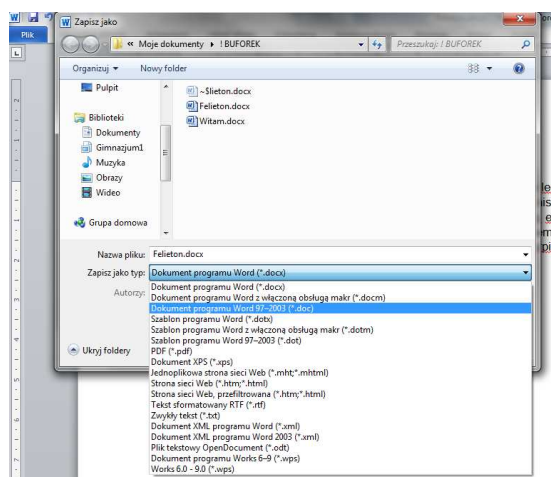 Zapisz jako
Plik
« Moje dokumenty ▸ ! BUFOREK
Przeszukaj: ! BUFOREK
Organizuj
Nowy folder
Pulpit
Biblioteki
Dokumenty
Gimnazjum1
Muzyka
Obrazy
Wideo
Grupa domowa
~$lieton.docx
Felieton.docx
Witam.docx
Nazwa pliku: Felieton.docx
Zapisz jako typ: Dokument programu Word (*.docx)
Autorzy:
Dokument programu Word (*.docx)
Dokument programu Word z włączoną obsługą makr (*.docm)
Dokument programu Word 97–2003 (*.doc)
Szablon programu Word (*.dotx)
Szablon programu Word z włączoną obsługą makr (*.dotm)
Szablon programu Word 97–2003 (*.dot)
PDF (*.pdf)
Dokument XPS (*.xps)
Jednoplikowa strona sieci Web (*.mht;*.mhtml)
Strona sieci Web (*.htm;*.html)
Strona sieci Web, przefiltrowana (*.htm;*.html)
Tekst sformatowany RTF (*.rtf)
Zwykły tekst (*.txt)
Dokument XML programu Word (*.xml)
Dokument XML programu Word 2003 (*.xml)
Plik tekstowy OpenDocument (*.odt)
Dokument programu Works 6–9 (*.wps)
Works 6.0 - 9.0 (*.wps)
Ukryj foldery